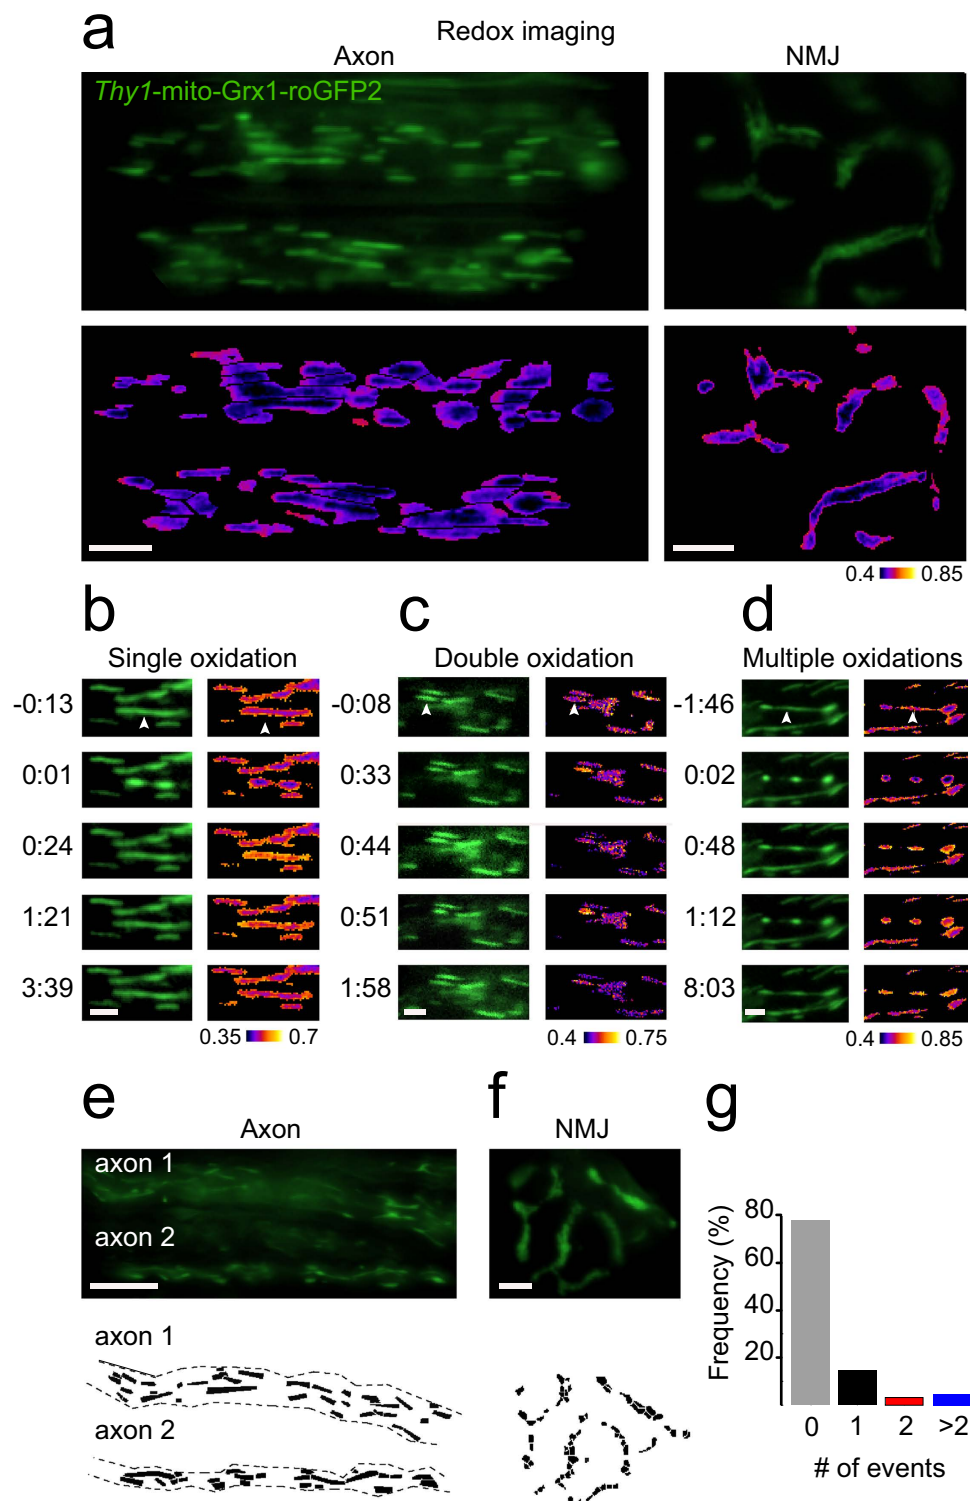 a
Redox imaging
Axon
NMJ
Thy1-mito-Grx1-roGFP2
0.4 0.85
b
Single oxidation
-0:13
0:01
0:24
1:21
3:39
0.35 0.7
c
Double oxidation
-0:08
0:33
0:44
0:51
1:58
0.4 0.75
d
Multiple oxidations
-1:46
0:02
0:48
1:12
8:03
0.4 0.85
e
Axon
axon 1
axon 2
axon 1
axon 2
f
NMJ
g
Frequency (%)
80
60
40
20
0 1 2 >2
# of events